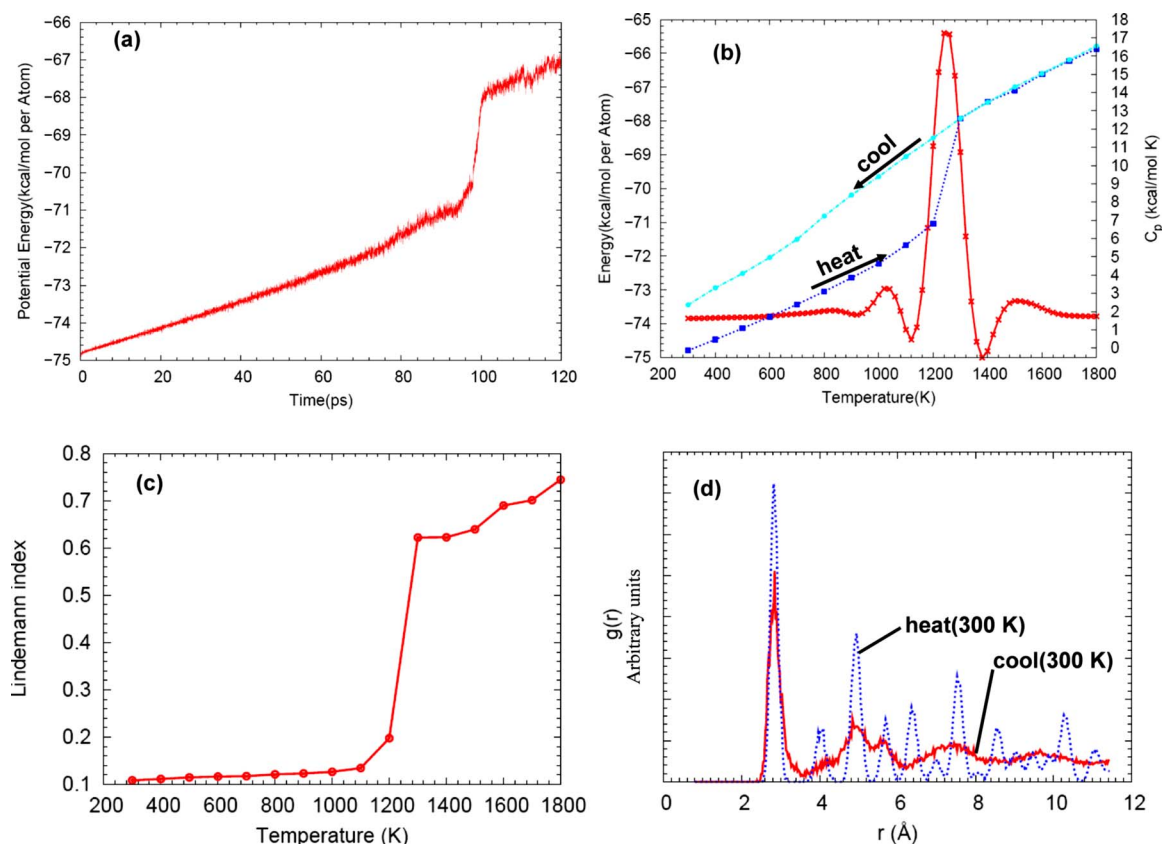 (a)
Potential Energy(kcal/mol per Atom)
−66
−67
−68
−69
−70
−71
−72
−73
−74
−75
0 20 40 60 80 100 120
Time(ps)
(b)
Energy(kcal/mol per Atom)
−65
−66
−67
−68
−69
−70
−71
−72
−73
−74
−75
cool
heat
18
17
16
15
14
13
12
11
10
9
8
7
6
5
4
3
2
1
0
Cp (kcal/mol K)
200 400 600 800 1000 1200 1400 1600 1800
Temperature(K)
(c)
Lindemann index
0.8
0.7
0.6
0.5
0.4
0.3
0.2
0.1
200 400 600 800 1000 1200 1400 1600 1800
Temperature (K)
(d)
g(r)
Arbitrary units
heat(300 K)
cool(300 K)
0 2 4 6 8 10 12
r (Å)